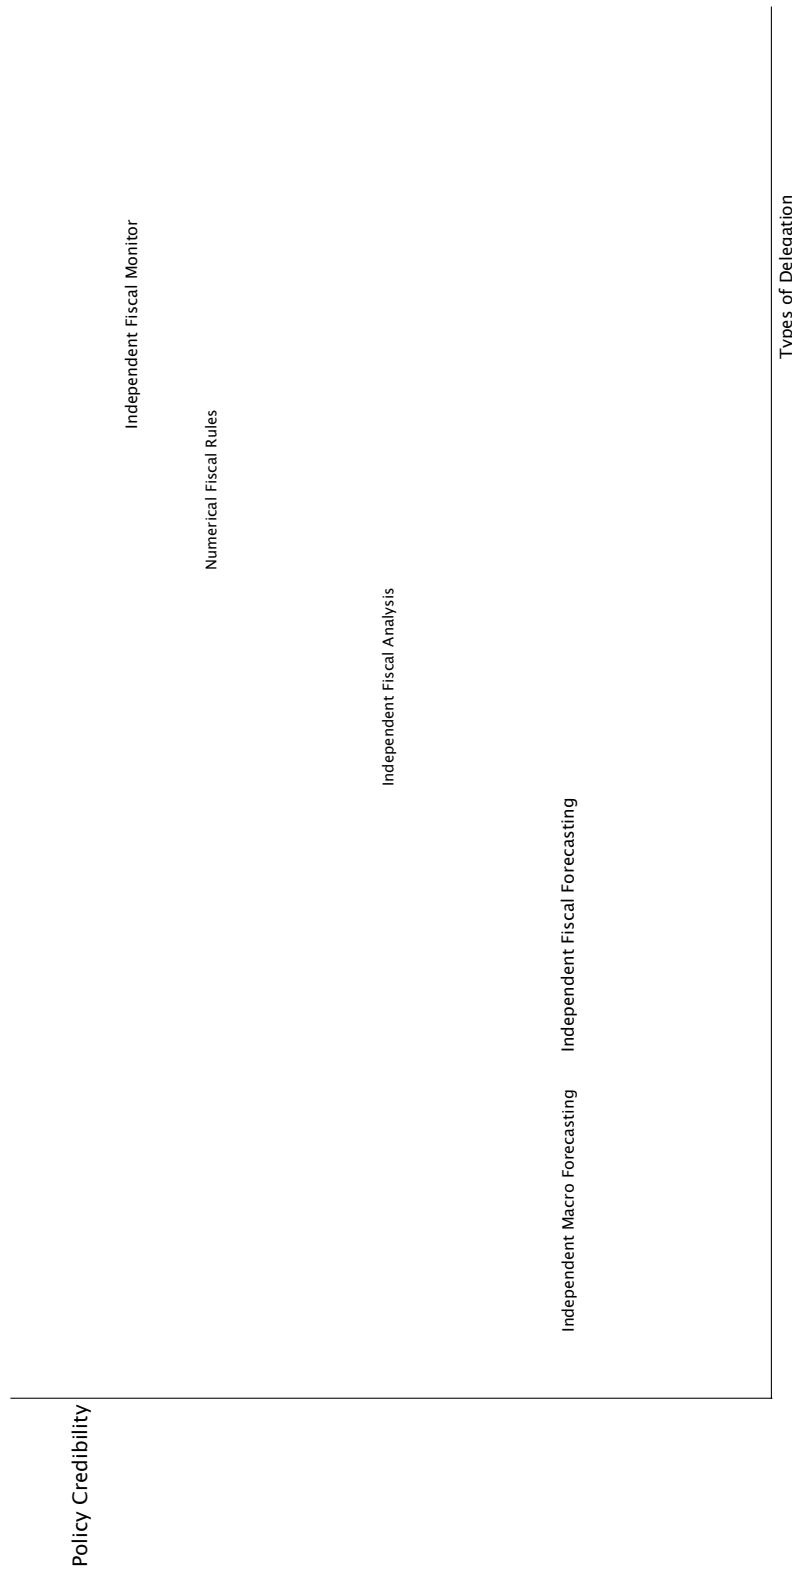 Policy Credibility
Independent Fiscal Monitor
Numerical Fiscal Rules
Independent Fiscal Analysis
Independent Macro Forecasting
Independent Fiscal Forecasting
Types of Delegation